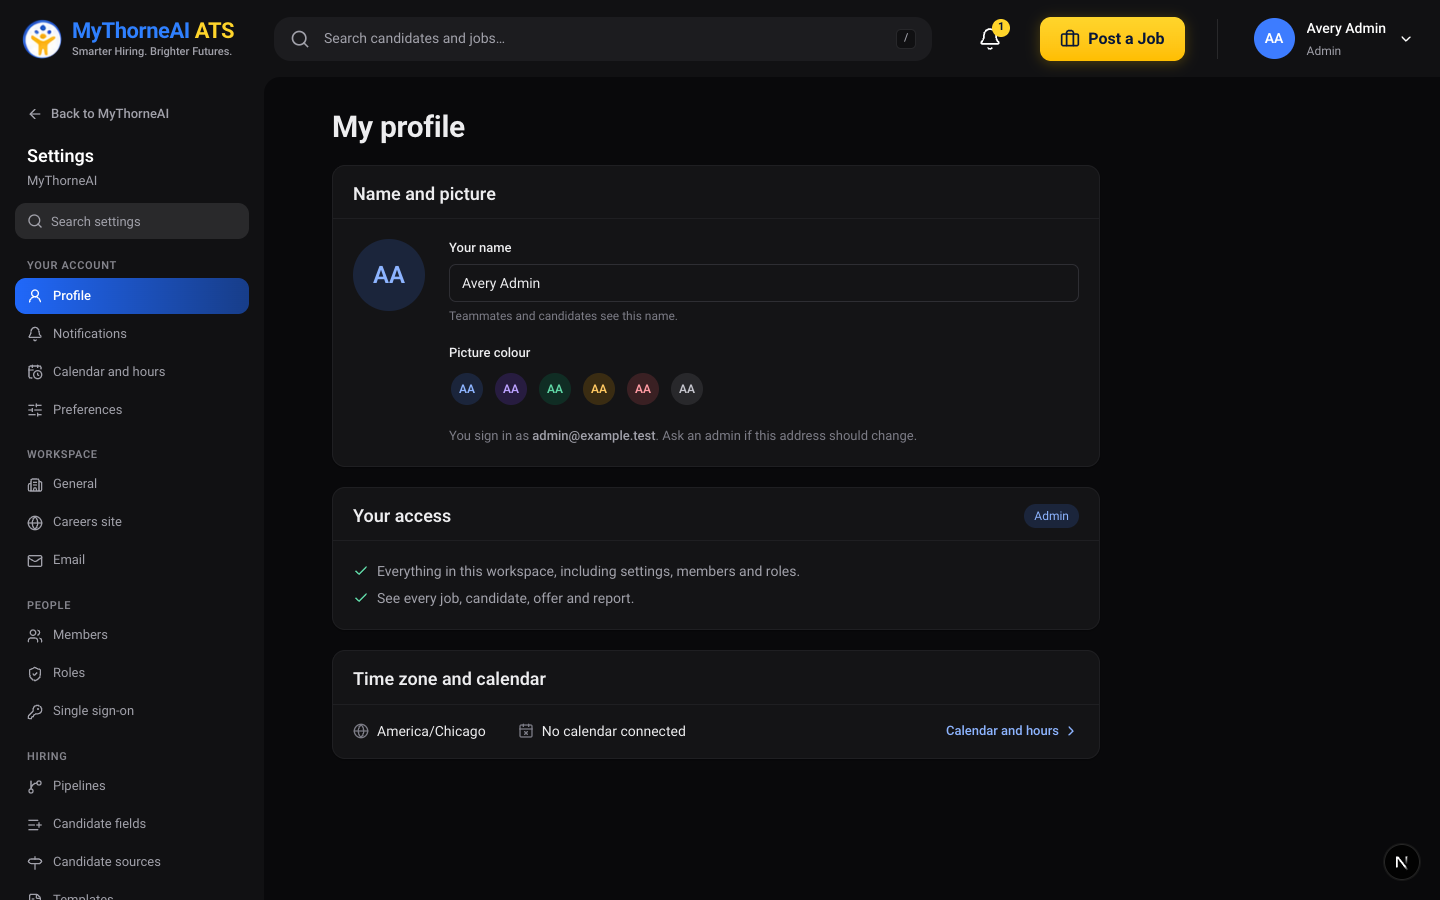 MyThorneAI ATS
Smarter Hiring. Brighter Futures.
Search candidates and jobs...
/
1
Post a Job
AA
Avery Admin
Admin
Back to MyThorneAI
Settings
MyThorneAI
Search settings
YOUR ACCOUNT
Profile
Notifications
Calendar and hours
Preferences
WORKSPACE
General
Careers site
Email
PEOPLE
Members
Roles
Single sign-on
HIRING
Pipelines
Candidate fields
Candidate sources
Templates
My profile
Name and picture
AA
Your name
Avery Admin
Teammates and candidates see this name.
Picture colour
AA AA AA AA AA AA
You sign in as admin@example.test. Ask an admin if this address should change.
Your access
Admin
Everything in this workspace, including settings, members and roles.
See every job, candidate, offer and report.
Time zone and calendar
America/Chicago
No calendar connected
Calendar and hours
N